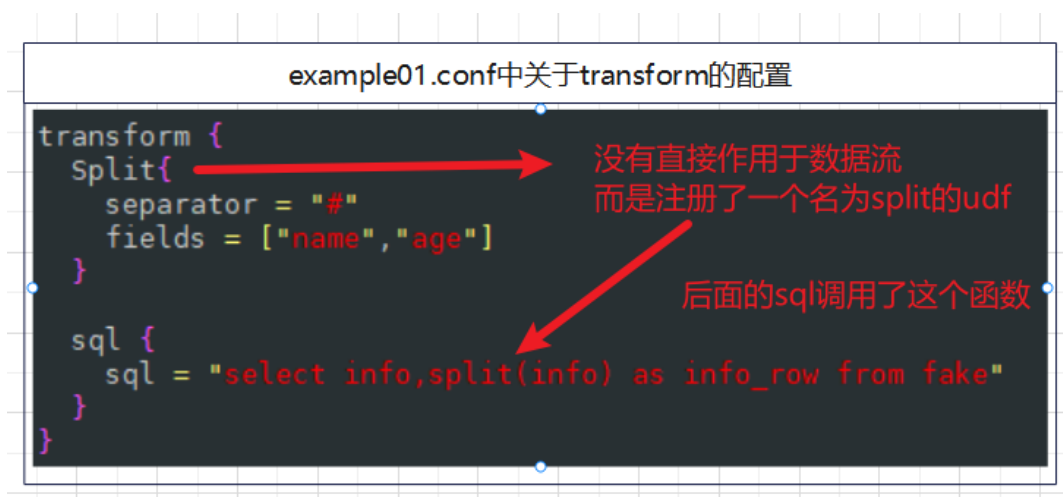 example01.conf中关于transform的配置
transform {
  Split{
    separator = "#"
    fields = ["name","age"]
  }
没有直接作用于数据流
而是注册了一个名为split的udf
后面的sql调用了这个函数
  sql {
    sql = "select info,split(info) as info_row from fake"
  }
}